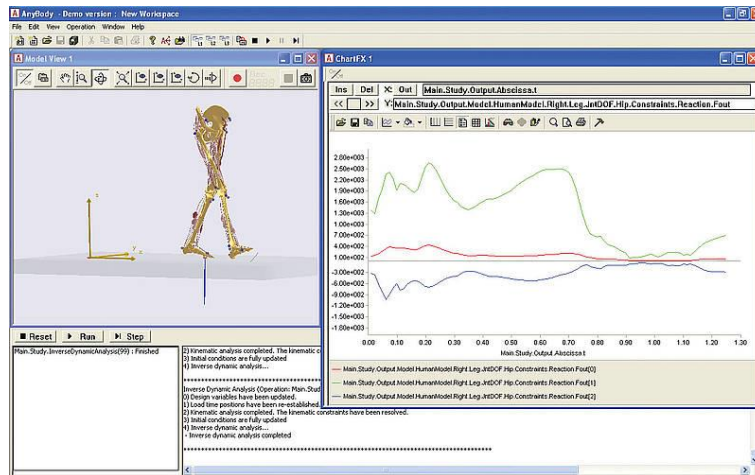 AnyBody - Demo version : New Workspace
File Edit View Operation Window Help
Model View 1
ChartFX 1
Ins Del X: Out Main.Study.Output.Abscissa.t
<< >> Y: Main.Study.Output.Model.HumanModel.Right.Leg.JntDOF.Hip.Constraints.Reaction.Fout
2.80e+003
2.50e+003
2.20e+003
1.90e+003
1.60e+003
1.30e+003
1.00e+003
7.00e+002
4.00e+002
1.00e+002
-3.00e+002
-6.00e+002
-9.00e+002
-1.20e+003
-1.50e+003
-1.80e+003
0.00 0.10 0.20 0.30 0.40 0.50 0.60 0.70 0.80 0.90 1.00 1.10 1.20 1.30
Main.Study.Output.Abscissa.t
Main.Study.Output.Model.HumanModel.Right.Leg.JntDOF.Hip.Constraints.Reaction.Fout[0]
Main.Study.Output.Model.HumanModel.Right.Leg.JntDOF.Hip.Constraints.Reaction.Fout[1]
Main.Study.Output.Model.HumanModel.Right.Leg.JntDOF.Hip.Constraints.Reaction.Fout[2]
Reset Run Step
Main.Study.InverseDynamicAnalysis(99) : Finished
2) Kinematic analysis completed. The kinematic c
3) Initial conditions are fully updated
4) Inverse dynamic analysis...
Inverse Dynamic Analysis (Operation: Main.Stud
0) Design variables have been updated.
1) Load time positions have been re-established.
2) Kinematic analysis completed. The kinematic constraints have been resolved.
3) Initial conditions are fully updated
4) Inverse dynamic analysis...
- Inverse dynamic analysis completed